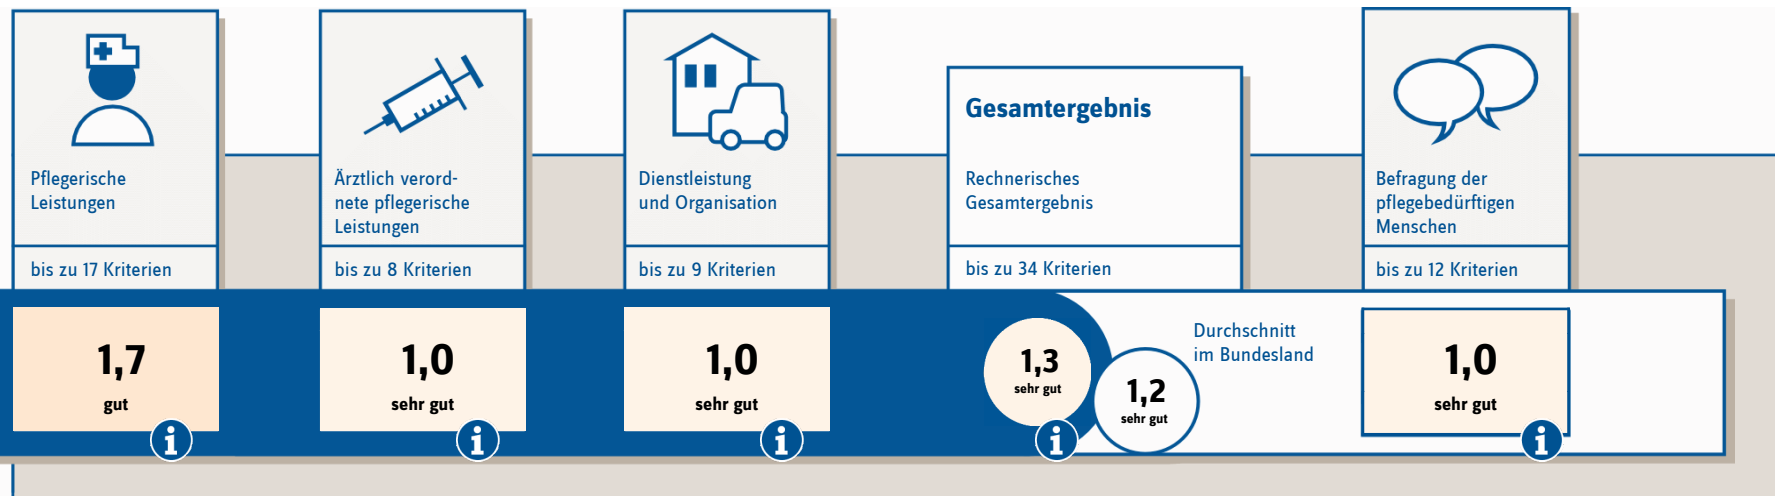 Pflegerische
Leistungen
bis zu 17 Kriterien
1,7
gut
i
Ärztlich verord-
nete pflegerische
Leistungen
bis zu 8 Kriterien
1,0
sehr gut
i
Dienstleistung
und Organisation
bis zu 9 Kriterien
1,0
sehr gut
i
Gesamtergebnis
Rechnerisches
Gesamtergebnis
bis zu 34 Kriterien
1,3
sehr gut
i
1,2
sehr gut
Durchschnitt
im Bundesland
Befragung der
pflegebedürftigen
Menschen
bis zu 12 Kriterien
1,0
sehr gut
i